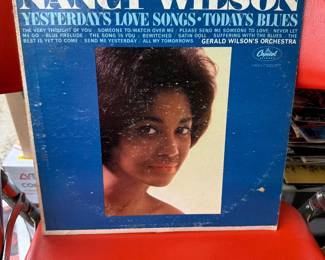 NANCY WILSON
YESTERDAY'S LOVE SONGS • TODAY'S BLUES
THE VERY THOUGHT OF YOU · SOMEONE TO WATCH OVER ME · PLEASE SEND ME SOMEONE TO LOVE · NEVER LET
ME GO · BLUE PRELUDE · THE SONG IS YOU · BEWITCHED · SATIN DOLL · SUFFERING WITH THE BLUES · THE
BEST IS YET TO COME · SEND ME YESTERDAY · ALL MY TOMORROWS
GERALD WILSON'S ORCHESTRA
Capitol